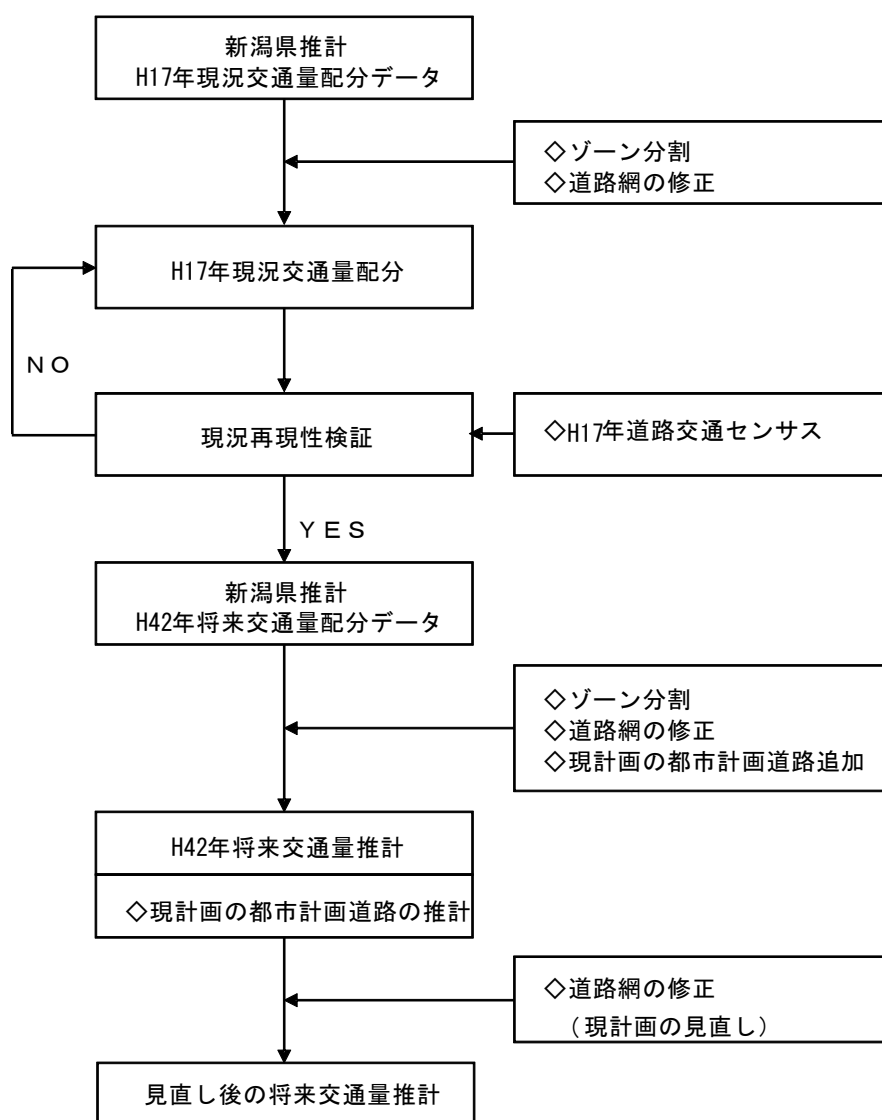 新潟県推計
H17年現況交通量配分データ
◇ゾーン分割
◇道路網の修正
H17年現況交通量配分
NO
現況再現性検証
◇H17年道路交通センサス
YES
新潟県推計
H42年将来交通量配分データ
◇ゾーン分割
◇道路網の修正
◇現計画の都市計画道路追加
H42年将来交通量推計
◇現計画の都市計画道路の推計
◇道路網の修正
（現計画の見直し）
見直し後の将来交通量推計